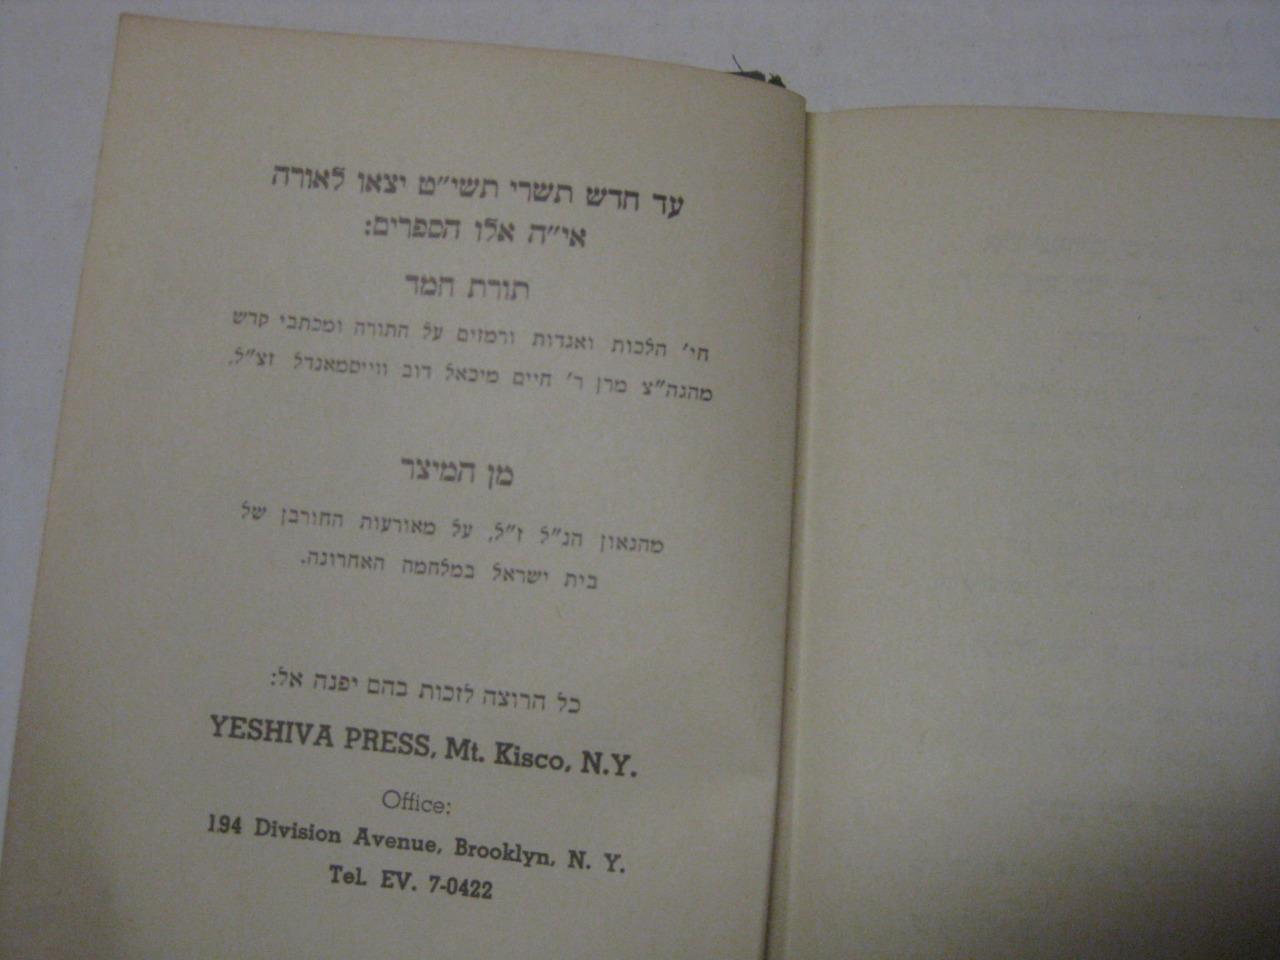 עד חדש תשרי תשי״ט יצאו לאורה
אי״ה אלו הספרים:
תורת חמד
חי׳ הלכות ואגדות ורמזים על התורה ומכתבי קדש
מהגה״צ מרן ר׳ חיים מיכאל דוב ווייסמאנדל זצ״ל,
מן המיצר
מהגאון הנ״ל ז״ל, על מאורעות החורבן של
בית ישראל במלחמה האחרונה.
כל הרוצה לזכות בהם יפנה אל:
YESHIVA PRESS, Mt. Kisco, N.Y.
Office:
194 Division Avenue, Brooklyn, N. Y.
Tel. EV. 7-0422